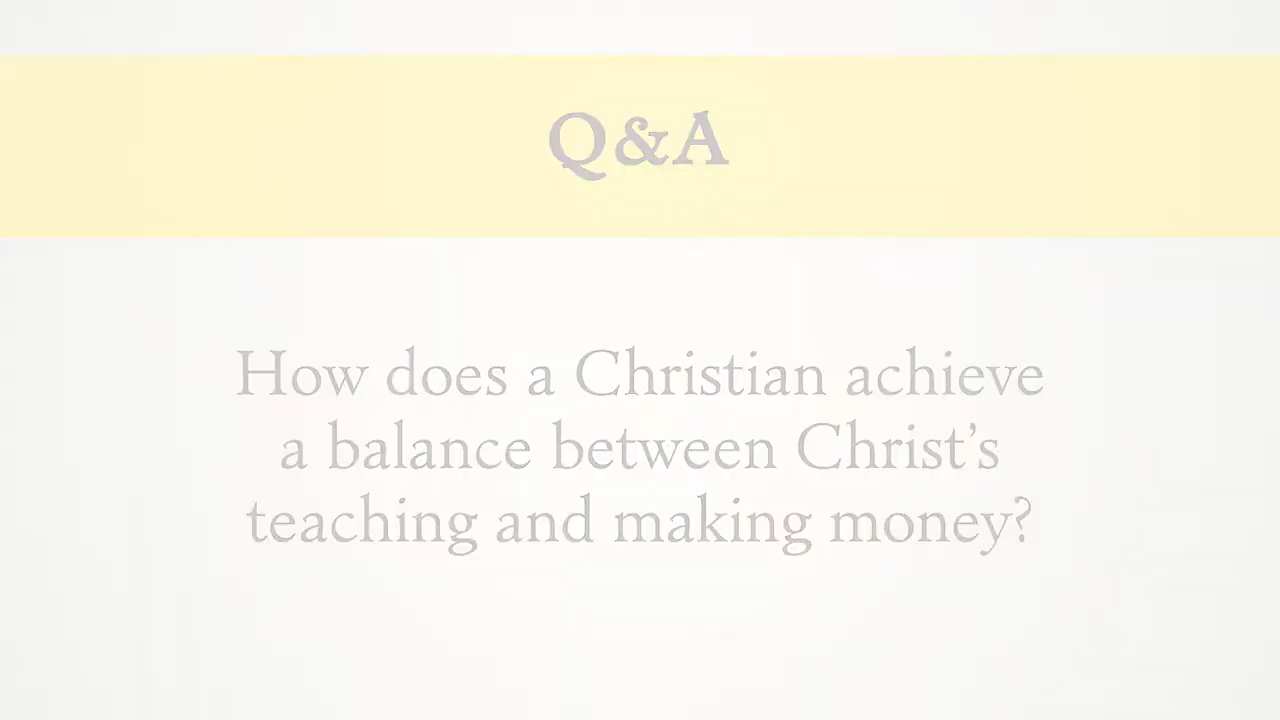 Q&A
How does a Christian achieve
a balance between Christ’s
teaching and making money?